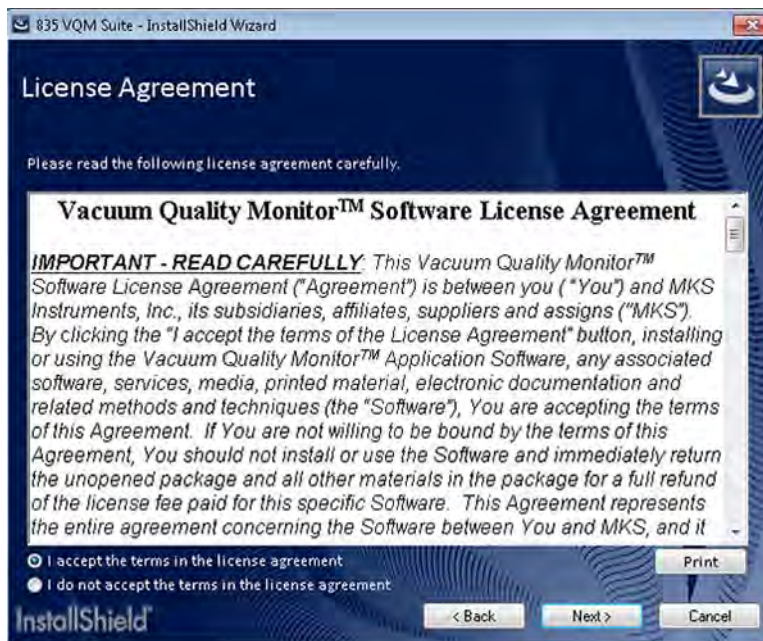 835 VQM Suite - InstallShield Wizard
License Agreement
Please read the following license agreement carefully.
Vacuum Quality Monitor™ Software License Agreement
IMPORTANT - READ CAREFULLY: This Vacuum Quality Monitor™
Software License Agreement ("Agreement") is between you ( "You") and MKS
Instruments, Inc., its subsidiaries, affiliates, suppliers and assigns ("MKS").
By clicking the "I accept the terms of the License Agreement" button, installing
or using the Vacuum Quality Monitor™ Application Software, any associated
software, services, media, printed material, electronic documentation and
related methods and techniques (the "Software"), You are accepting the terms
of this Agreement. If You are not willing to be bound by the terms of this
Agreement, You should not install or use the Software and immediately return
the unopened package and all other materials in the package for a full refund
of the license fee paid for this specific Software. This Agreement represents
the entire agreement concerning the Software between You and MKS, and it
I accept the terms in the license agreement
Print
I do not accept the terms in the license agreement
InstallShield
< Back
Next >
Cancel